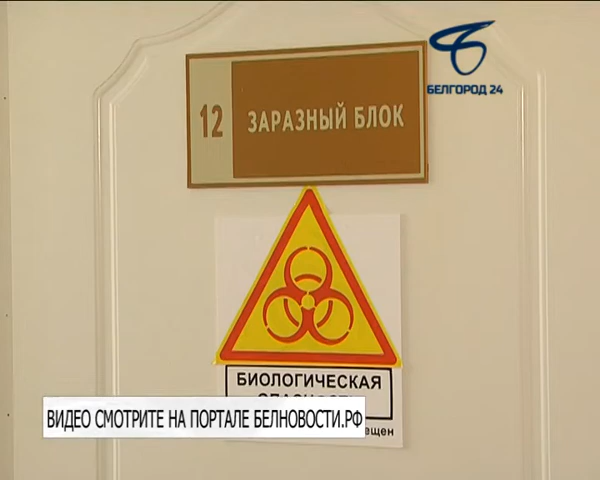 БЕЛГОРОД 24
12 ЗАРАЗНЫЙ БЛОК
БИОЛОГИЧЕСКАЯ
ВИДЕО СМОТРИТЕ НА ПОРТАЛЕ БЕЛНОВОСТИ.РФ